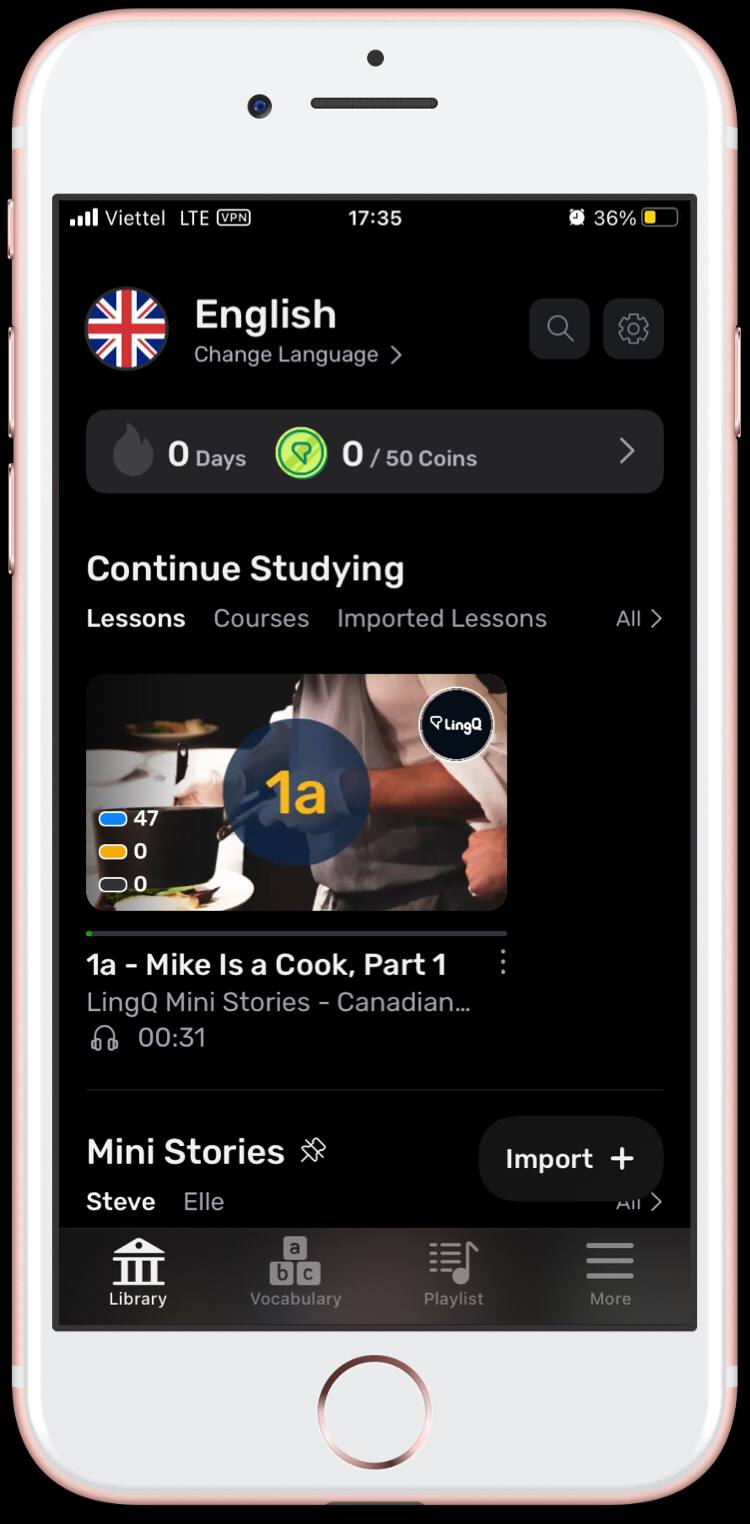 Viettel LTE VPN 17:35 36%
English
Change Language
0 Days 0 / 50 Coins
Continue Studying
Lessons Courses Imported Lessons All
LingQ
1a
47
0
0
1a - Mike Is a Cook, Part 1
LingQ Mini Stories - Canadian...
00:31
Mini Stories
Import +
Steve Elle All
a
b c
Library Vocabulary Playlist More